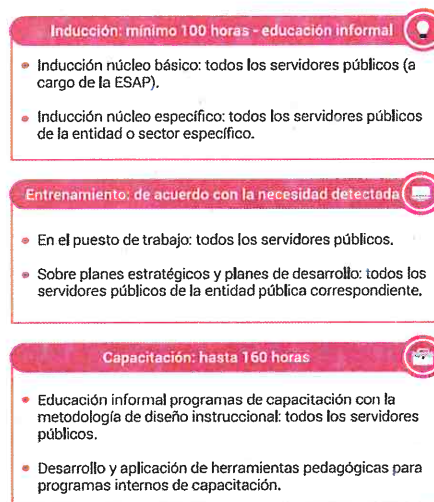 Inducción: mínimo 100 horas - educación informal
• Inducción núcleo básico: todos los servidores públicos (a
cargo de la ESAP).
• Inducción núcleo específico: todos los servidores públicos
de la entidad o sector específico.
Entrenamiento: de acuerdo con la necesidad detectada
• En el puesto de trabajo: todos los servidores públicos.
• Sobre planes estratégicos y planes de desarrollo: todos los
servidores públicos de la entidad pública correspondiente.
Capacitación: hasta 160 horas
• Educación informal programas de capacitación con la
metodología de diseño instruccional: todos los servidores
públicos.
• Desarrollo y aplicación de herramientas pedagógicas para
programas internos de capacitación.